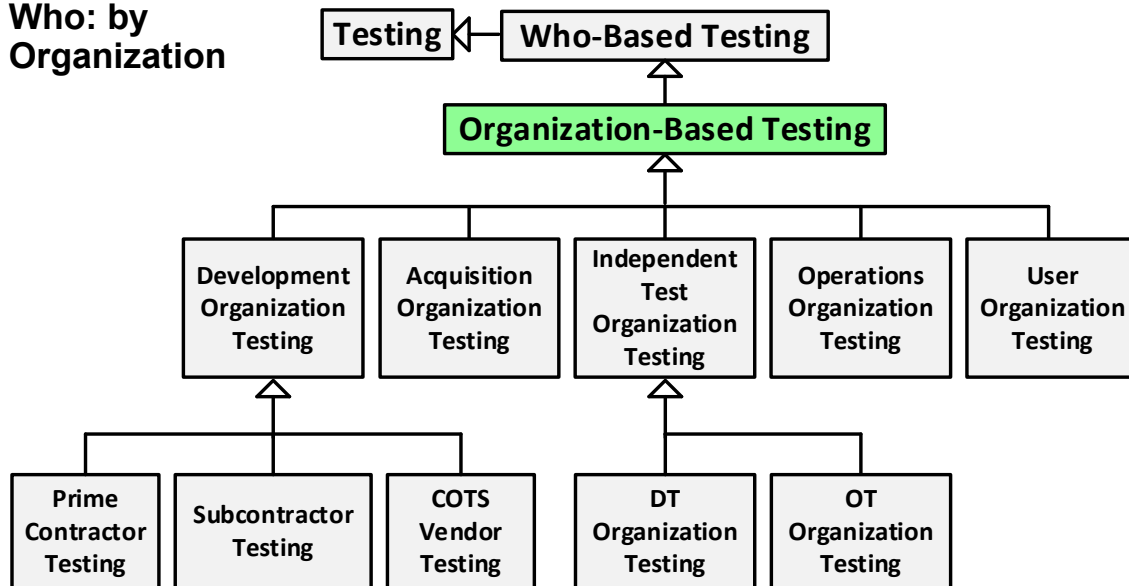 Who: by
Organization
Testing
Who-Based Testing
Organization-Based Testing
Development
Organization
Testing
Acquisition
Organization
Testing
Independent
Test
Organization
Testing
Operations
Organization
Testing
User
Organization
Testing
Prime
Contractor
Testing
Subcontractor
Testing
COTS
Vendor
Testing
DT
Organization
Testing
OT
Organization
Testing